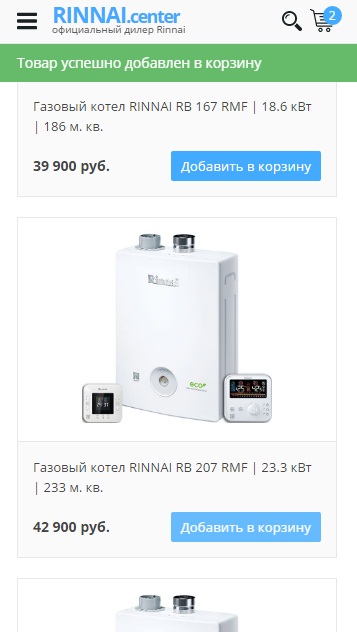 RINNAI.center
официальный дилер Rinnai
2
Товар успешно добавлен в корзину
Газовый котел RINNAI RB 167 RMF | 18.6 кВт
| 186 м. кв.
39 900 руб.
Добавить в корзину
Rinnai
eco
Газовый котел RINNAI RB 207 RMF | 23.3 кВт
| 233 м. кв.
42 900 руб.
Добавить в корзину